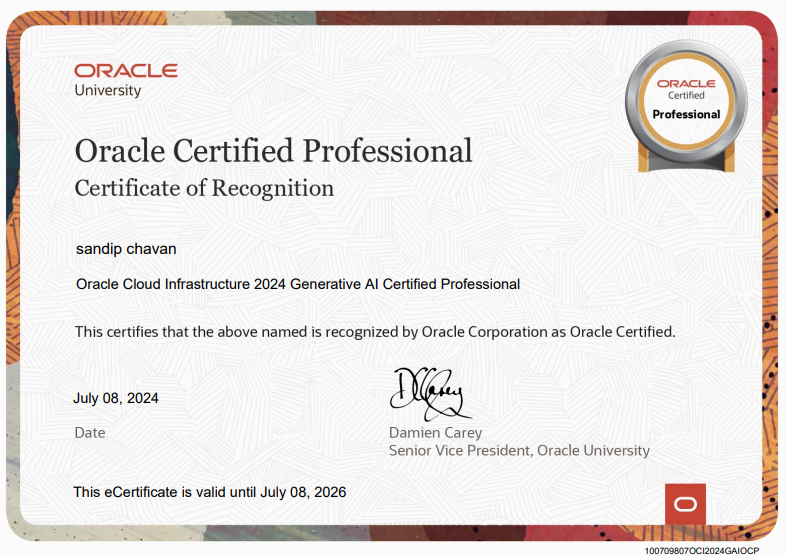 ORACLE
University
ORACLE
Certified
Professional
Oracle Certified Professional
Certificate of Recognition
sandip chavan
Oracle Cloud Infrastructure 2024 Generative AI Certified Professional
This certifies that the above named is recognized by Oracle Corporation as Oracle Certified.
DCarey
July 08, 2024
Date
Damien Carey
Senior Vice President, Oracle University
This eCertificate is valid until July 08, 2026
100709807OCI2024GAIOCP